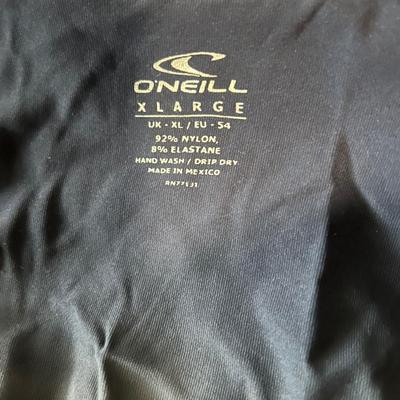 O'NEILL
XLARGE
UK - XL / EU - 54
92% NYLON,
8% ELASTANE
HAND WASH / DRIP DRY
MADE IN MEXICO